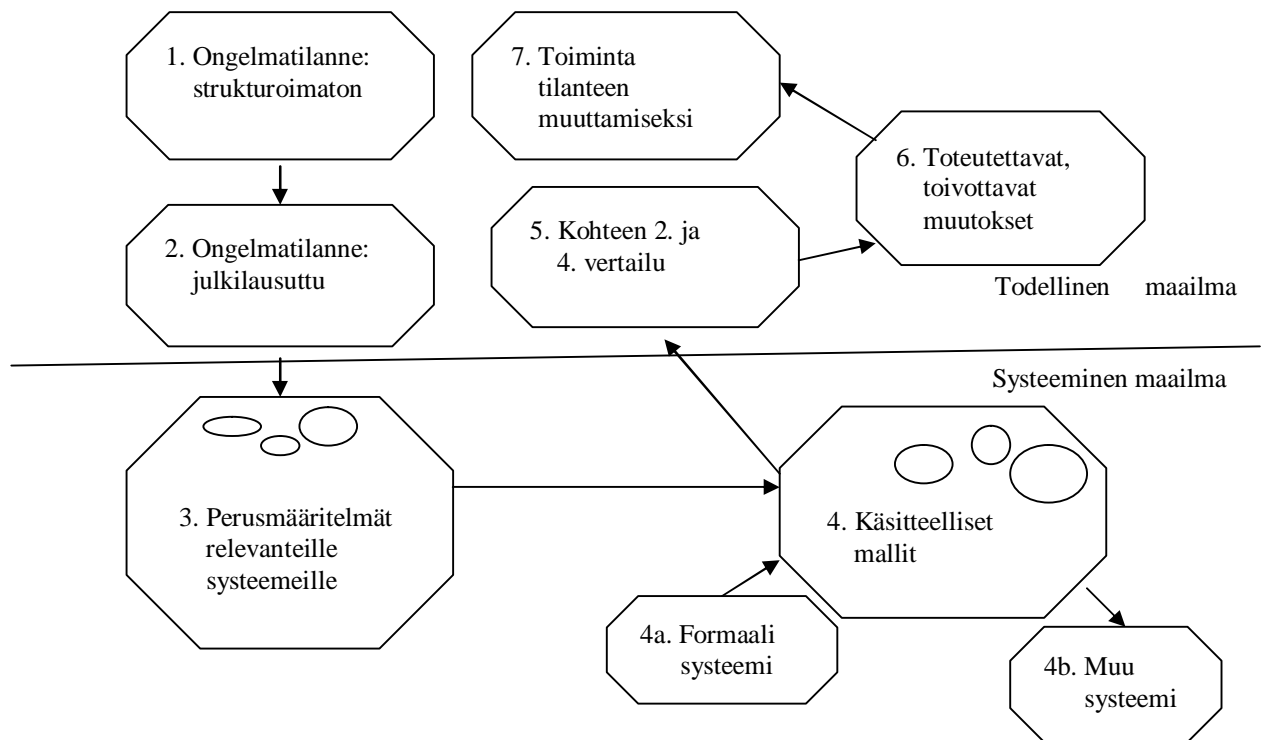 1. Ongelmatilanne:
strukturoimaton
7. Toiminta
tilanteen
muuttamiseksi
6. Toteutettavat,
toivottavat
muutokset
2. Ongelmatilanne:
julkilausuttu
5. Kohteen 2. ja
4. vertailu
Todellinen maailma
Systeeminen maailma
3. Perusmääritelmät
relevanteille
systeemeille
4. Käsitteelliset
mallit
4a. Formaali
systeemi
4b. Muu
systeemi